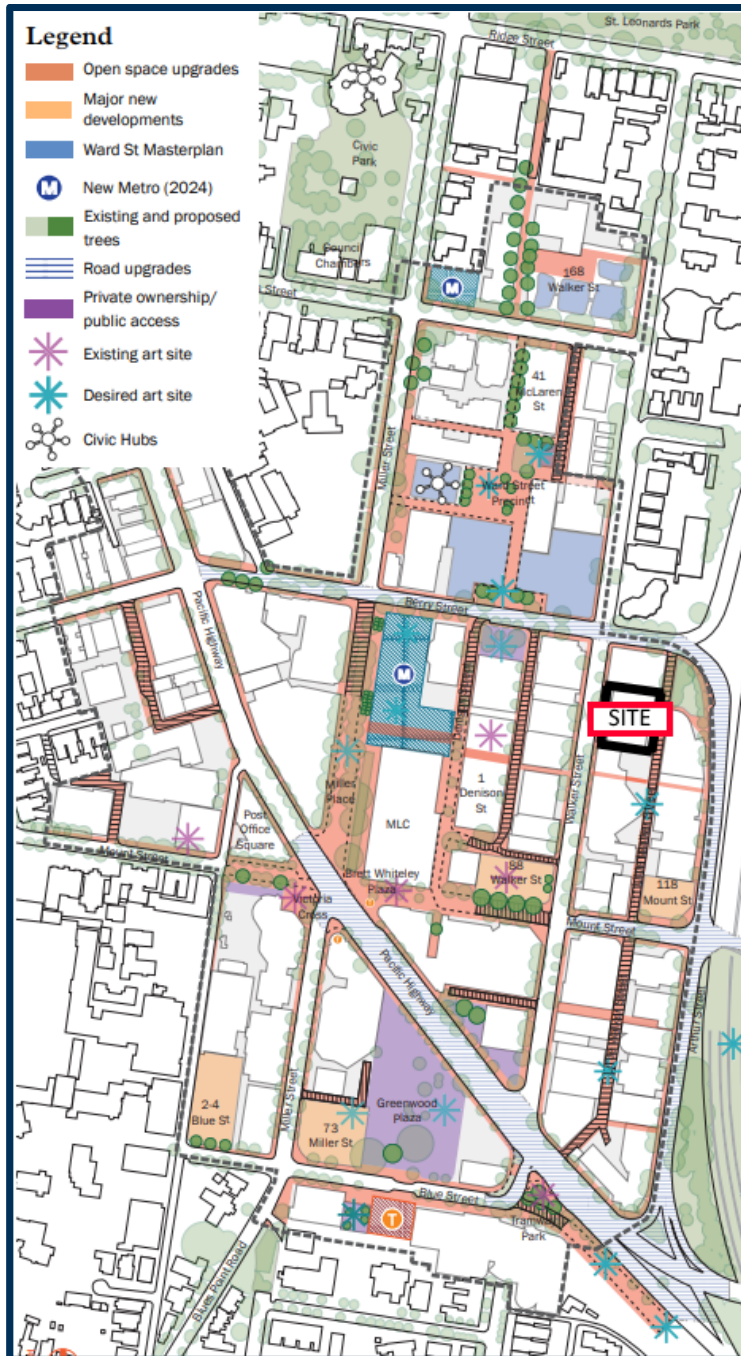 Legend
Open space upgrades
Major new
developments
Ward St Masterplan
M
New Metro (2024)
Existing and proposed
trees
Road upgrades
Private ownership/
public access
Existing art site
Desired art site
Civic Hubs
St. Leonards Park
Ridge Street
Civic
Park
Council
Chambers
Street
M
168
Walker St
41
McLaren
St
Miller Street
Ward Street
Precinct
Berry Street
Pacific Highway
M
SITE
Walker Street
1
Denison
St
Miller
Place
MLC
Post
Office
Square
Mount Street
88
Walker St
118
Mount St
Brett Whiteley
Plaza
Victoria
Cross
Mount Street
Pacific Highway
Arthur Street
2-4
Blue St
Miller Street
73
Miller St
Greenwood
Plaza
Blue Street
T
Tramway
Park
Blues Point Road